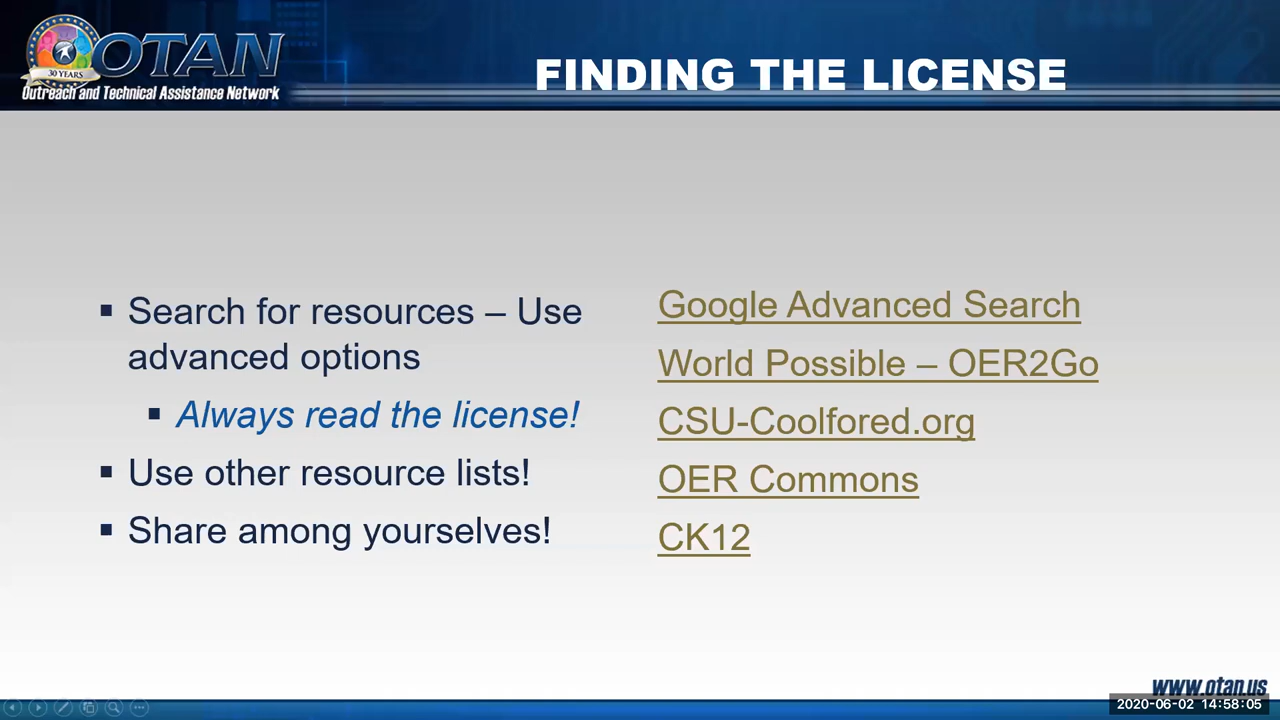 30 YEARS
OTAN
Outreach and Technical Assistance Network
FINDING THE LICENSE
▪ Search for resources – Use
advanced options
▪ Always read the license!
▪ Use other resource lists!
▪ Share among yourselves!
Google Advanced Search
World Possible – OER2Go
CSU-Coolfored.org
OER Commons
CK12
www.otan.us
2020-06-02 14:58:05